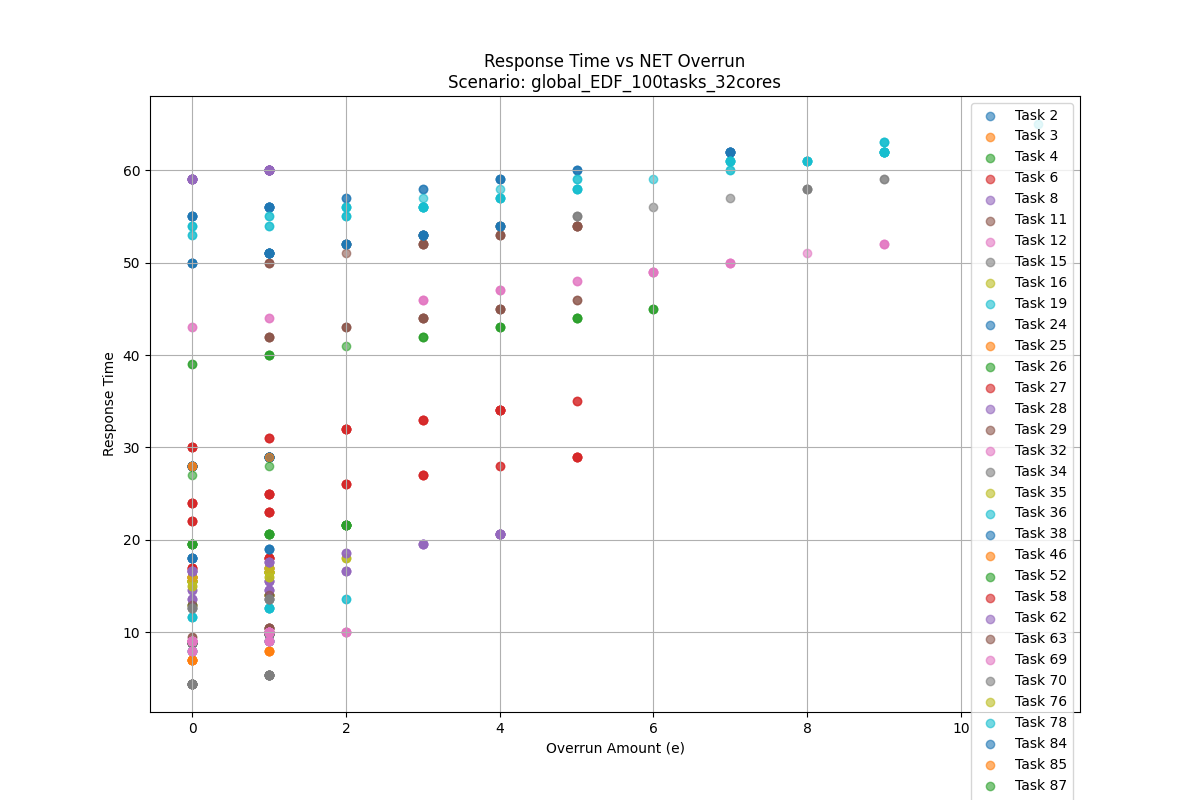 Response Time vs NET Overrun
Scenario: global_EDF_100tasks_32cores
Response Time
60
50
40
30
20
10
0
2
4
6
8
10
Overrun Amount (e)
Task 2
Task 3
Task 4
Task 6
Task 8
Task 11
Task 12
Task 15
Task 16
Task 19
Task 24
Task 25
Task 26
Task 27
Task 28
Task 29
Task 32
Task 34
Task 35
Task 36
Task 38
Task 46
Task 52
Task 58
Task 62
Task 63
Task 69
Task 70
Task 76
Task 78
Task 84
Task 85
Task 87